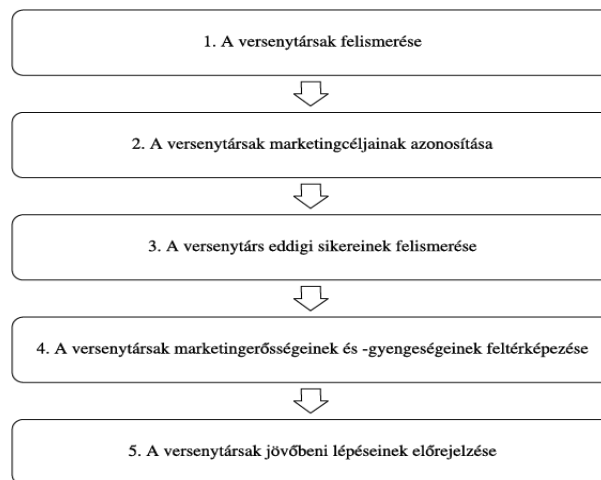 1. A versenytársak felismerése
2. A versenytársak marketingcéljainak azonosítása
3. A versenytárs eddigi sikereinek felismerése
4. A versenytársak marketingerősségeinek és -gyengeségeinek feltérképezése
5. A versenytársak jövőbeni lépéseinek előrejelzése